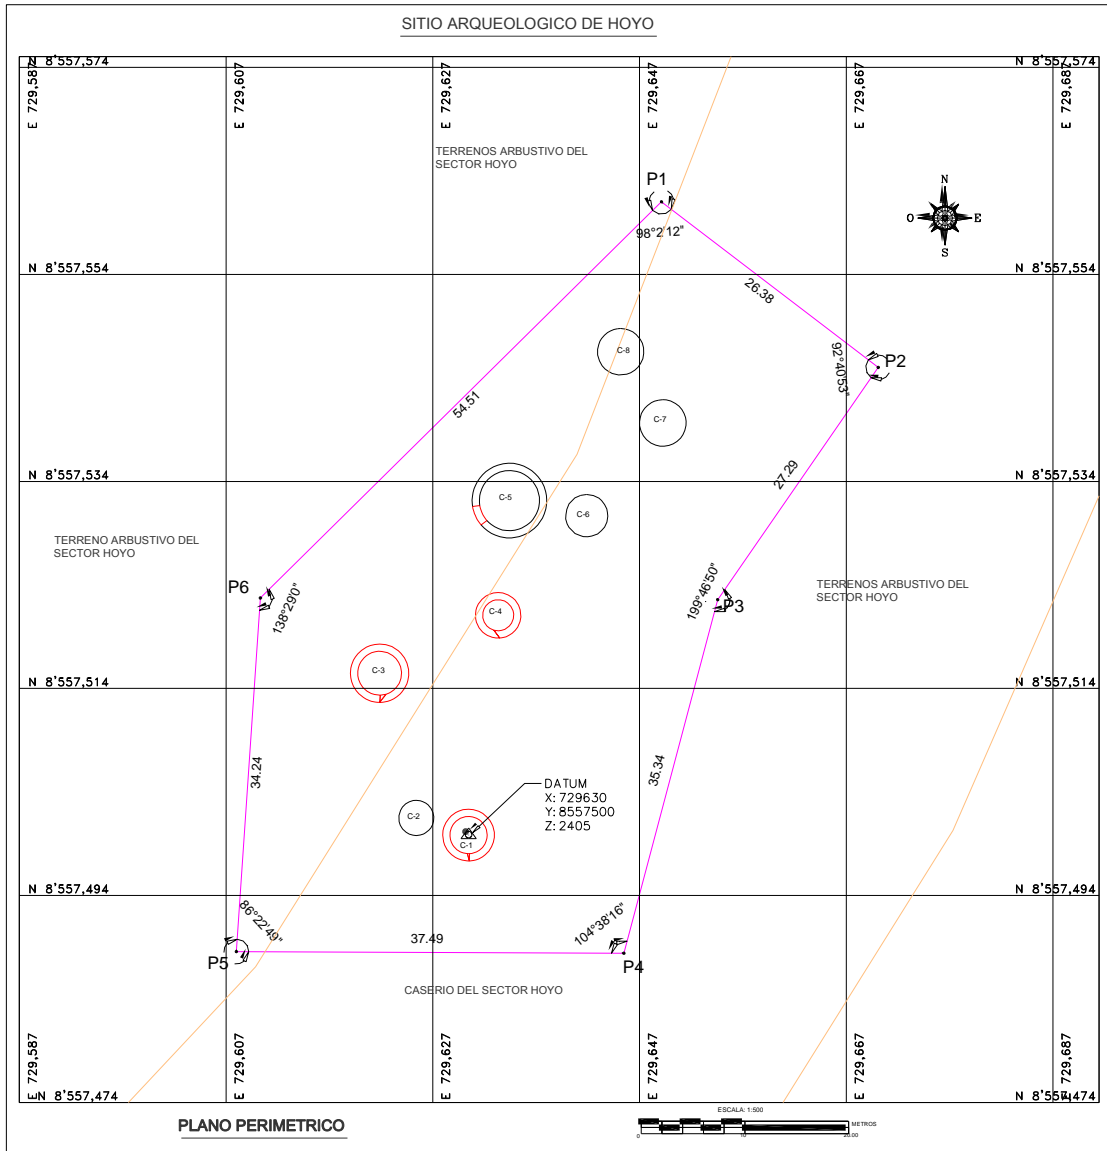 SITIO ARQUEOLOGICO DE HOYO
N 8'557,574
N 8'557,574
E 729,587
E 729,607
E 729,627
E 729,647
E 729,667
E 729,687
TERRENOS ARBUSTIVO DEL
SECTOR HOYO
P1
98°2'12"
N
O
E
S
N 8'557,554
N 8'557,554
26.38
C-8
92°40'53"
P2
54.51
C-7
27.29
N 8'557,534
N 8'557,534
C-5
C-6
TERRENO ARBUSTIVO DEL
SECTOR HOYO
P6
138°29'0"
199°46'50"
P3
TERRENOS ARBUSTIVO DEL
SECTOR HOYO
C-4
C-3
N 8'557,514
N 8'557,514
34.24
35.34
DATUM
X: 729630
Y: 8557500
Z: 2405
C-2
C-1
N 8'557,494
N 8'557,494
86°22'49"
104°38'16"
37.49
P5
P4
CASERIO DEL SECTOR HOYO
E 729,587
E 729,607
E 729,627
E 729,647
E 729,667
E 729,687
N 8'557,474
N 8'557,474
PLANO PERIMETRICO
ESCALA: 1:500
METROS
0
10
20.00